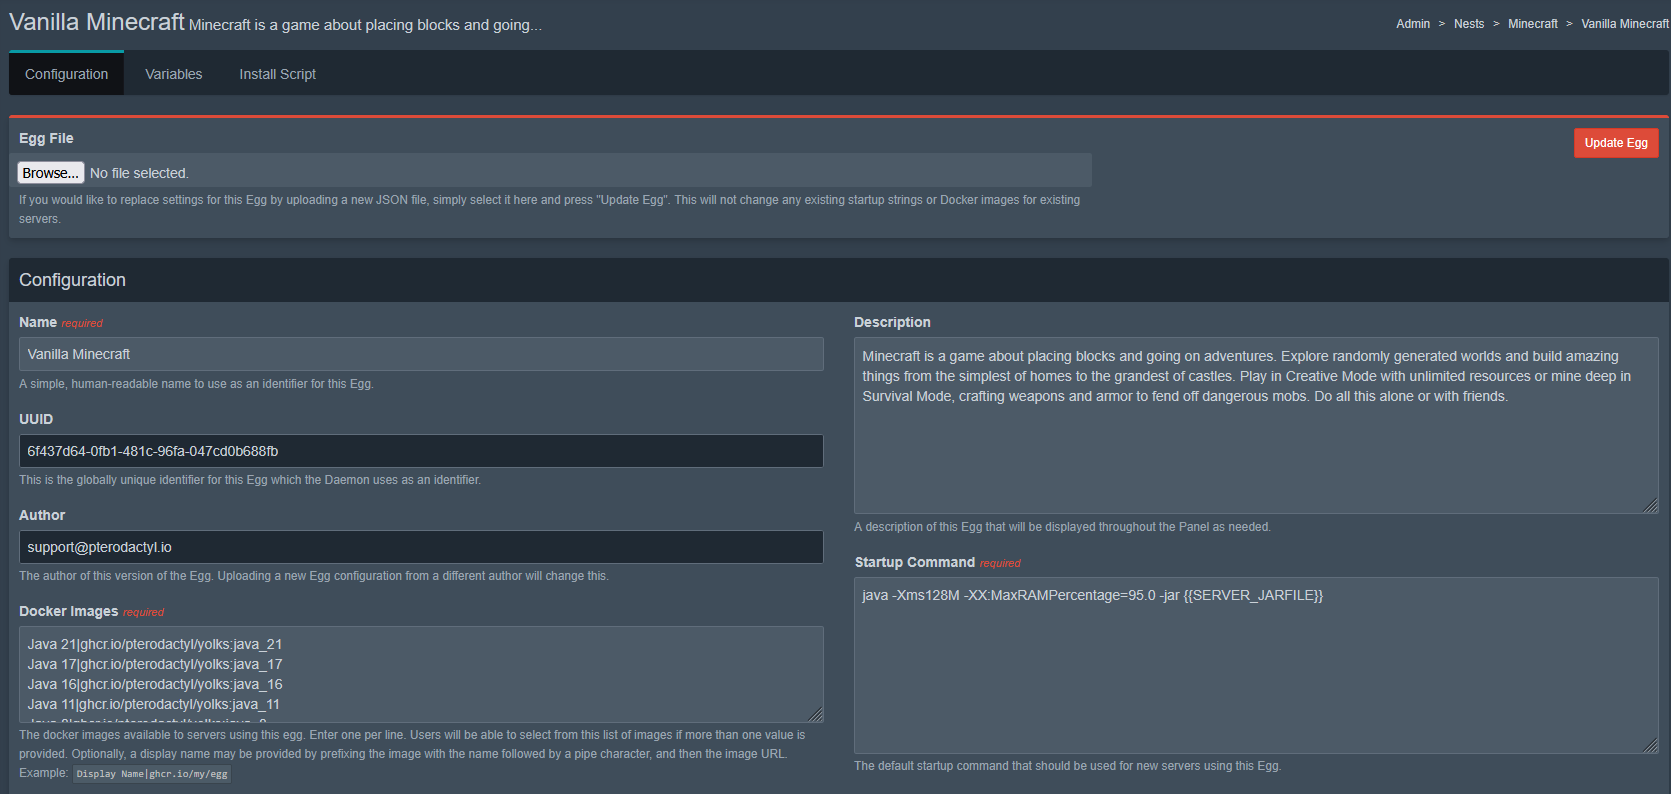 Vanilla Minecraft Minecraft is a game about placing blocks and going...
Admin > Nests > Minecraft > Vanilla Minecraft
Configuration Variables Install Script
Egg File
Update Egg
Browse... No file selected.
If you would like to replace settings for this Egg by uploading a new JSON file, simply select it here and press "Update Egg". This will not change any existing startup strings or Docker images for existing
servers.
Configuration
Name required
Vanilla Minecraft
A simple, human-readable name to use as an identifier for this Egg.
UUID
6f437d64-0fb1-481c-96fa-047cd0b688fb
This is the globally unique identifier for this Egg which the Daemon uses as an identifier.
Author
support@pterodactyl.io
The author of this version of the Egg. Uploading a new Egg configuration from a different author will change this.
Docker Images required
Java 21|ghcr.io/pterodactyl/yolks:java_21
Java 17|ghcr.io/pterodactyl/yolks:java_17
Java 16|ghcr.io/pterodactyl/yolks:java_16
Java 11|ghcr.io/pterodactyl/yolks:java_11
Java 8|ghcr.io/pterodactyl/yolks:java_8
The docker images available to servers using this egg. Enter one per line. Users will be able to select from this list of images if more than one value is
provided. Optionally, a display name may be provided by prefixing the image with the name followed by a pipe character, and then the image URL.
Example: Display Name|ghcr.io/my/egg
Description
Minecraft is a game about placing blocks and going on adventures. Explore randomly generated worlds and build amazing
things from the simplest of homes to the grandest of castles. Play in Creative Mode with unlimited resources or mine deep in
Survival Mode, crafting weapons and armor to fend off dangerous mobs. Do all this alone or with friends.
A description of this Egg that will be displayed throughout the Panel as needed.
Startup Command required
java -Xms128M -XX:MaxRAMPercentage=95.0 -jar {{SERVER_JARFILE}}
The default startup command that should be used for new servers using this Egg.